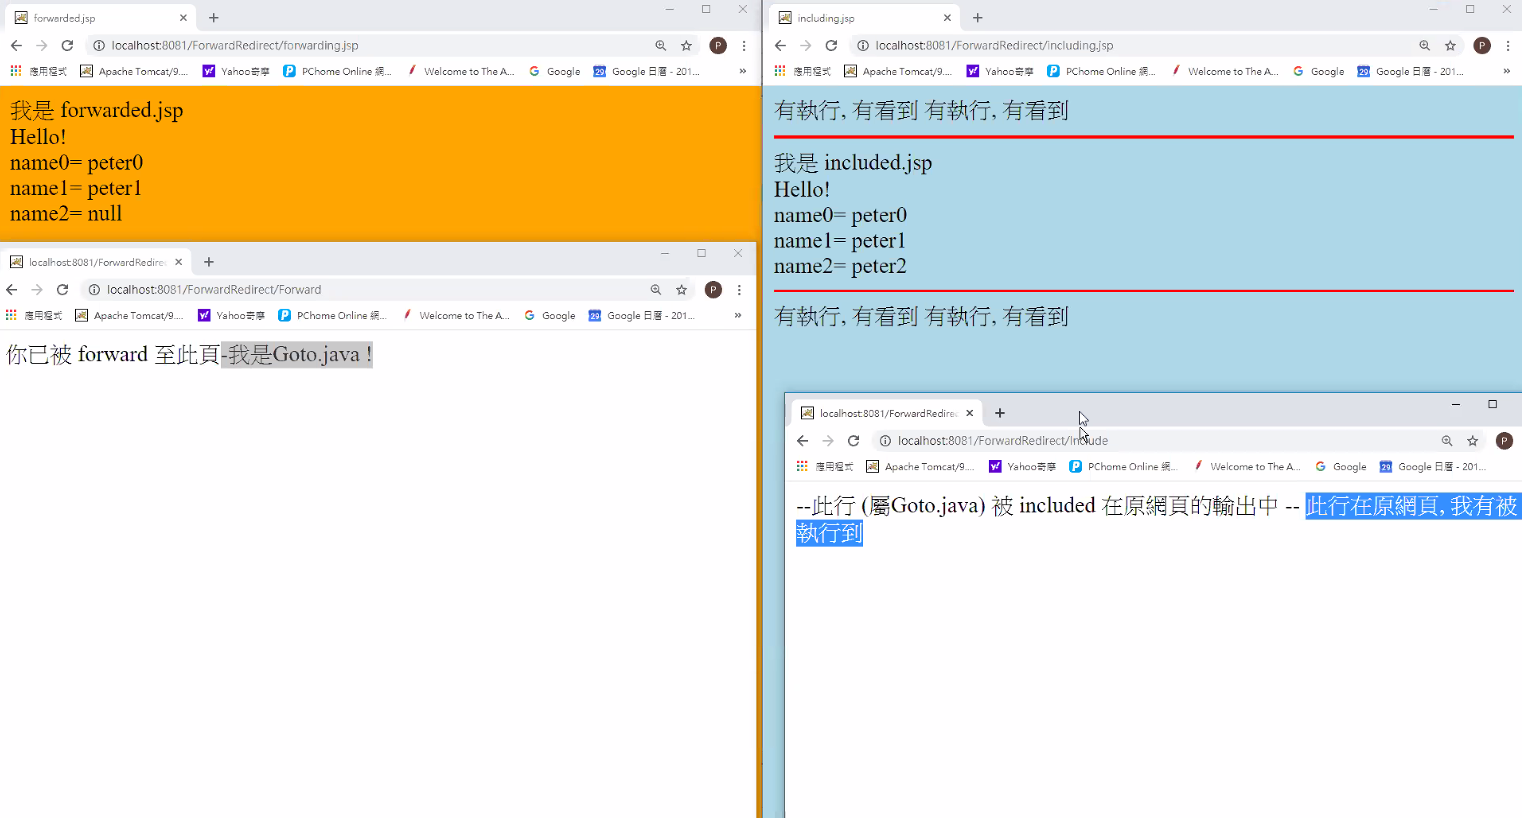 forwarded.jsp
localhost:8081/ForwardRedirect/forwarding.jsp
P
應用程式 Apache Tomcat/9.... Yahoo奇摩 PChome Online 網... Welcome to The A... Google Google 日曆 - 201... »
我是 forwarded.jsp
Hello!
name0= peter0
name1= peter1
name2= null
localhost:8081/ForwardRedire
localhost:8081/ForwardRedirect/Forward
P
應用程式 Apache Tomcat/9.... Yahoo奇摩 PChome Online 網... Welcome to The A... Google Google 日曆 - 201... »
你已被 forward 至此頁-我是Goto.java !
including.jsp
localhost:8081/ForwardRedirect/including.jsp
P
應用程式 Apache Tomcat/9.... Yahoo奇摩 PChome Online 網... Welcome to The A... Google Google 日曆 - 201... »
有執行, 有看到 有執行, 有看到
我是 included.jsp
Hello!
name0= peter0
name1= peter1
name2= peter2
有執行, 有看到 有執行, 有看到
localhost:8081/ForwardRedire
localhost:8081/ForwardRedirect/Include
P
應用程式 Apache Tomcat/9.... Yahoo奇摩 PChome Online 網... Welcome to The A... Google Google 日曆 - 201...
--此行 (屬Goto.java) 被 included 在原網頁的輸出中 -- 此行在原網頁, 我有被
執行到